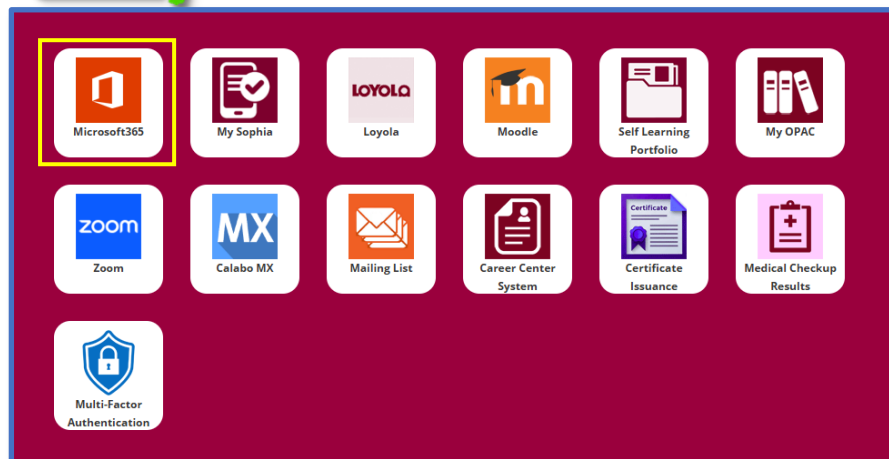 Microsoft365
My Sophia
LOYOLA
Loyola
Moodle
Self Learning
Portfolio
My OPAC
zoom
Zoom
MX
Calabo MX
Mailing List
Career Center
System
Certificate
Certificate
Issuance
Medical Checkup
Results
Multi-Factor
Authentication